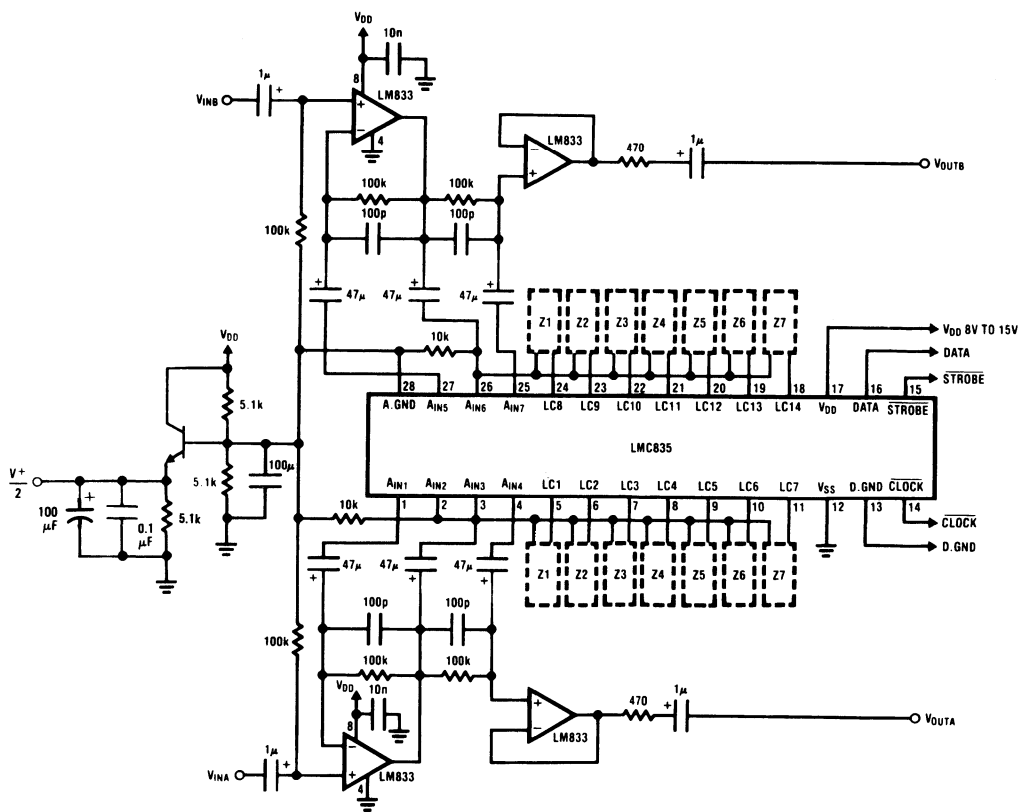 VDD
10n
8
LM833
1μ
+
VINB
+
−
4
100k
100k
100p
100k
100p
−
+
LM833
470
+
1μ
VOUTB
100k
+
47μ
47μ
+
47μ
+
Z1 Z2 Z3 Z4 Z5 Z6 Z7
VDD 8V TO 15V
DATA
STROBE
10k
28 27 26 25 24 23 22 21 20 19 18 17 16 15
A.GND AIN5 AIN6 AIN7 LC8 LC9 LC10 LC11 LC12 LC13 LC14 VDD DATA STROBE
LMC835
AIN1 AIN2 AIN3 AIN4 LC1 LC2 LC3 LC4 LC5 LC6 LC7 VSS D.GND CLOCK
1 2 3 4 5 6 7 8 9 10 11 12 13 14
CLOCK
D.GND
VDD
5.1k
5.1k
100μ
V+
2
+
100
μF
0.1
μF
5.1k
10k
47μ
+
47μ
+
47μ
+
Z1 Z2 Z3 Z4 Z5 Z6 Z7
100p
100p
100k
100k
100k
VDD
10n
8
−
+
4
LM833
1μ
+
VINA
+
−
LM833
470
+
1μ
VOUTA